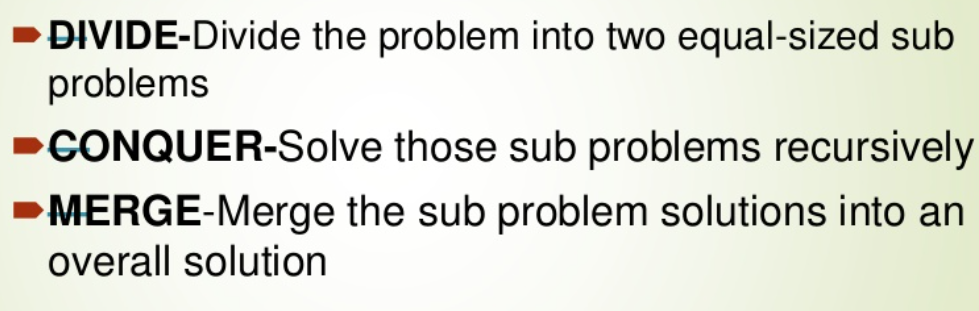 DIVIDE-Divide the problem into two equal-sized sub
problems
CONQUER-Solve those sub problems recursively
MERGE-Merge the sub problem solutions into an
overall solution